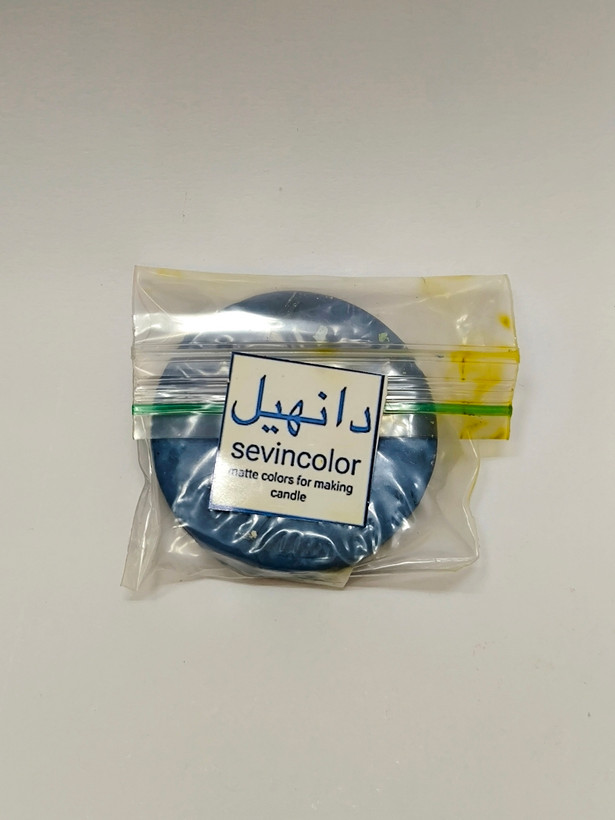 دانهیل
sevincolor
matte colors for making
candle